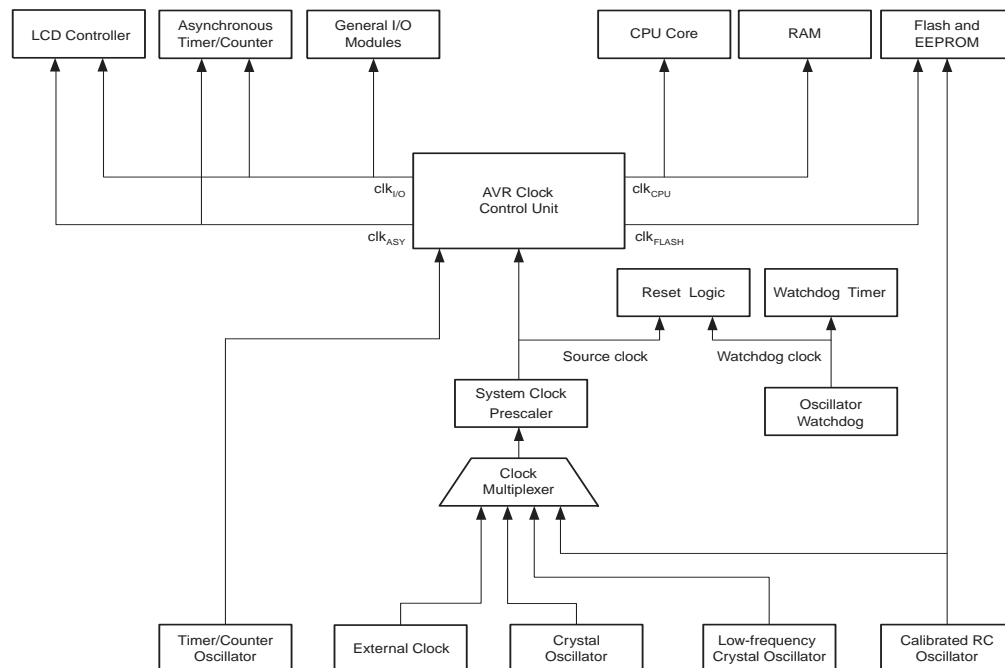 LCD Controller
Asynchronous
Timer/Counter
General I/O
Modules
CPU Core
RAM
Flash and
EEPROM
clkI/O
AVR Clock
Control Unit
clkCPU
clkASY
clkFLASH
Reset Logic
Watchdog Timer
Source clock
Watchdog clock
System Clock
Prescaler
Oscillator
Watchdog
Clock
Multiplexer
Timer/Counter
Oscillator
External Clock
Crystal
Oscillator
Low-frequency
Crystal Oscillator
Calibrated RC
Oscillator